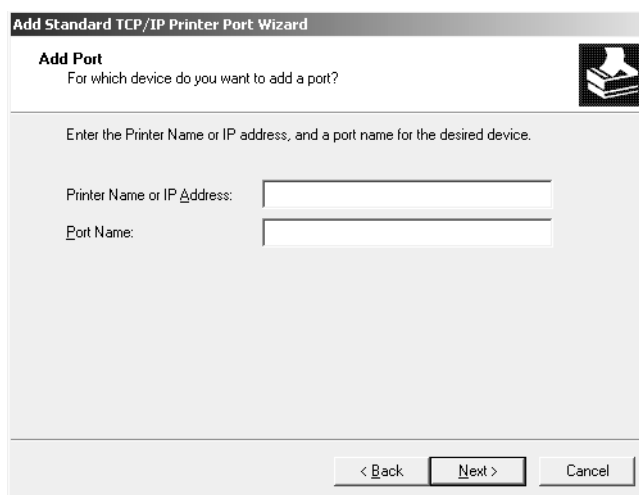 Add Standard TCP/IP Printer Port Wizard
Add Port
For which device do you want to add a port?
Enter the Printer Name or IP address, and a port name for the desired device.
Printer Name or IP Address:
Port Name:
< Back
Next >
Cancel